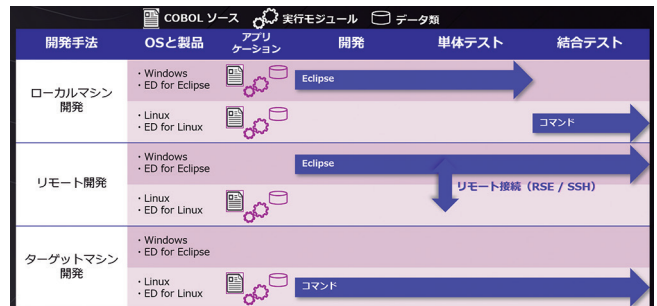 COBOL ソース 実行モジュール データ類
開発手法 OSと製品 アプリ
ケーション 開発 単体テスト 結合テスト
ローカルマシン
開発
・Windows
・ED for Eclipse
Eclipse
・Linux
・ED for Linux
コマンド
リモート開発
・Windows
・ED for Eclipse
Eclipse
リモート接続（RSE / SSH）
・Linux
・ED for Linux
ターゲットマシン
開発
・Windows
・ED for Eclipse
・Linux
・ED for Linux
コマンド